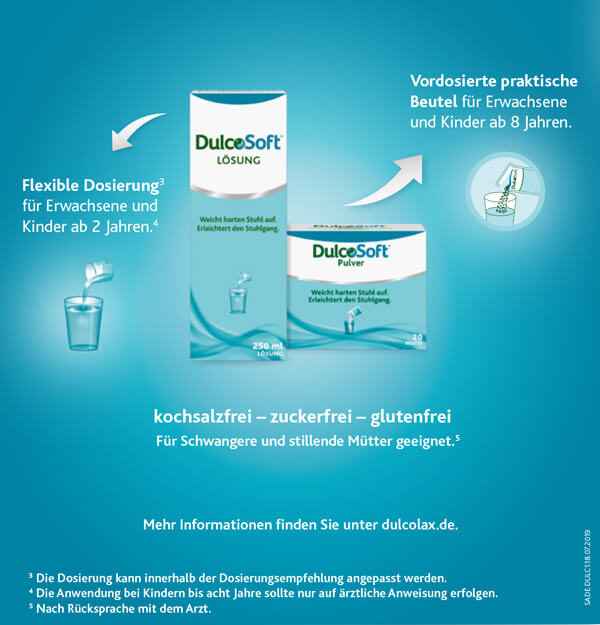 Vordosierte praktische
Beutel für Erwachsene
und Kinder ab 8 Jahren.
DulcoSoft®
LÖSUNG
Flexible Dosierung³
für Erwachsene und
Kinder ab 2 Jahren.⁴
Weicht harten Stuhl auf.
Erleichtert den Stuhlgang.
250 ml
LÖSUNG
DulcoSoft®
Pulver
Weicht harten Stuhl auf.
Erleichtert den Stuhlgang.
20
BEUTEL
kochsalzfrei – zuckerfrei – glutenfrei
Für Schwangere und stillende Mütter geeignet.⁵
Mehr Informationen finden Sie unter dulcolax.de.
³ Die Dosierung kann innerhalb der Dosierungsempfehlung angepasst werden.
⁴ Die Anwendung bei Kindern bis acht Jahre sollte nur auf ärztliche Anweisung erfolgen.
⁵ Nach Rücksprache mit dem Arzt.